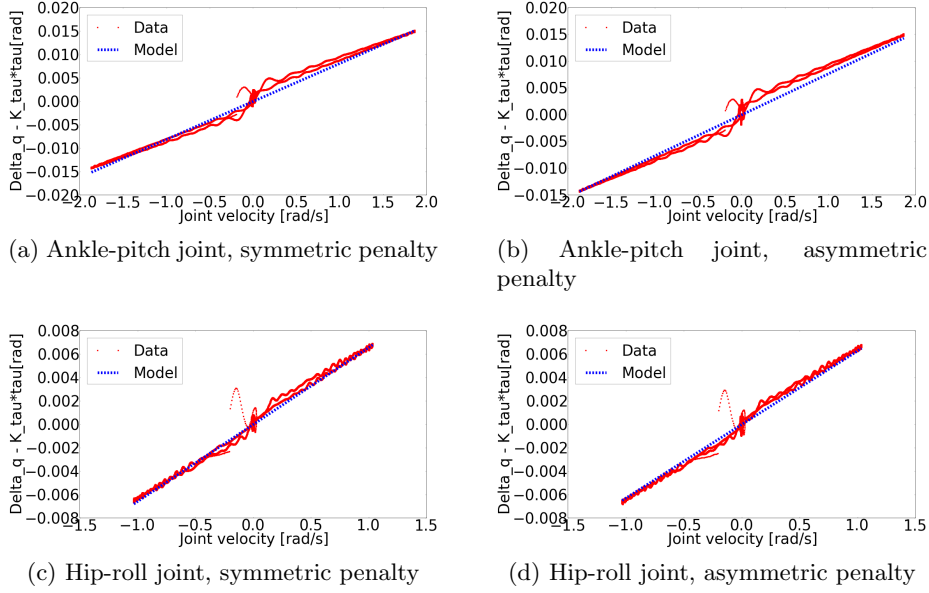 0.020
0.015
0.010
0.005
0.000
−0.005
−0.010
−0.015
−0.020
Delta_q - K_tau*tau[rad]
Data
Model
−2.0 −1.5 −1.0 −0.5 0.0 0.5 1.0 1.5 2.0
Joint velocity [rad/s]
(a) Ankle-pitch joint, symmetric penalty
0.020
0.015
0.010
0.005
0.000
−0.005
−0.010
−0.015
Delta_q - K_tau*tau[rad]
Data
Model
−2.0 −1.5 −1.0 −0.5 0.0 0.5 1.0 1.5 2.0
Joint velocity [rad/s]
(b) Ankle-pitch joint, asymmetric
penalty
0.008
0.006
0.004
0.002
0.000
−0.002
−0.004
−0.006
−0.008
Delta_q - K_tau*tau[rad]
Data
Model
−1.5 −1.0 −0.5 0.0 0.5 1.0 1.5
Joint velocity [rad/s]
(c) Hip-roll joint, symmetric penalty
0.008
0.006
0.004
0.002
0.000
−0.002
−0.004
−0.006
−0.008
Delta_q - K_tau*tau[rad]
Data
Model
−1.5 −1.0 −0.5 0.0 0.5 1.0 1.5
Joint velocity [rad/s]
(d) Hip-roll joint, asymmetric penalty